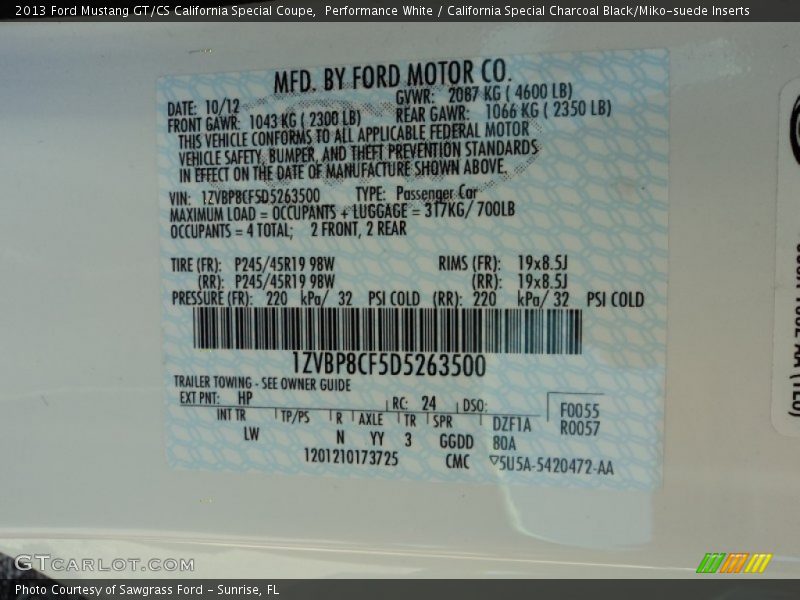 2013 Ford Mustang GT/CS California Special Coupe,  Performance White / California Special Charcoal Black/Miko-suede Inserts
MFD. BY FORD MOTOR CO.
DATE: 10/12 GVWR: 2087 KG ( 4600 LB)
FRONT GAWR: 1043 KG ( 2300 LB) REAR GAWR: 1066 KG ( 2350 LB)
THIS VEHICLE CONFORMS TO ALL APPLICABLE FEDERAL MOTOR
VEHICLE SAFETY, BUMPER, AND THEFT PREVENTION STANDARDS
IN EFFECT ON THE DATE OF MANUFACTURE SHOWN ABOVE.
VIN: 1ZVBP8CF5D5263500 TYPE: Passenger Car
MAXIMUM LOAD = OCCUPANTS + LUGGAGE = 317KG/ 700LB
OCCUPANTS = 4 TOTAL; 2 FRONT, 2 REAR
TIRE (FR): P245/45R19 98W RIMS (FR): 19x8.5J
(RR): P245/45R19 98W (RR): 19x8.5J
PRESSURE (FR): 220 kPa/ 32 PSI COLD (RR): 220 kPa/ 32 PSI COLD
1ZVBP8CF5D5263500
TRAILER TOWING - SEE OWNER GUIDE
EXT PNT: HP RC: 24 DSO: F0055
INT TR TP/PS R AXLE TR SPR DZF1A R0057
LW N YY 3 GGDD 80A
1201210173725 CMC ▽5U5A-5420472-AA
GTCARLOT.COM
Photo Courtesy of Sawgrass Ford - Sunrise, FL